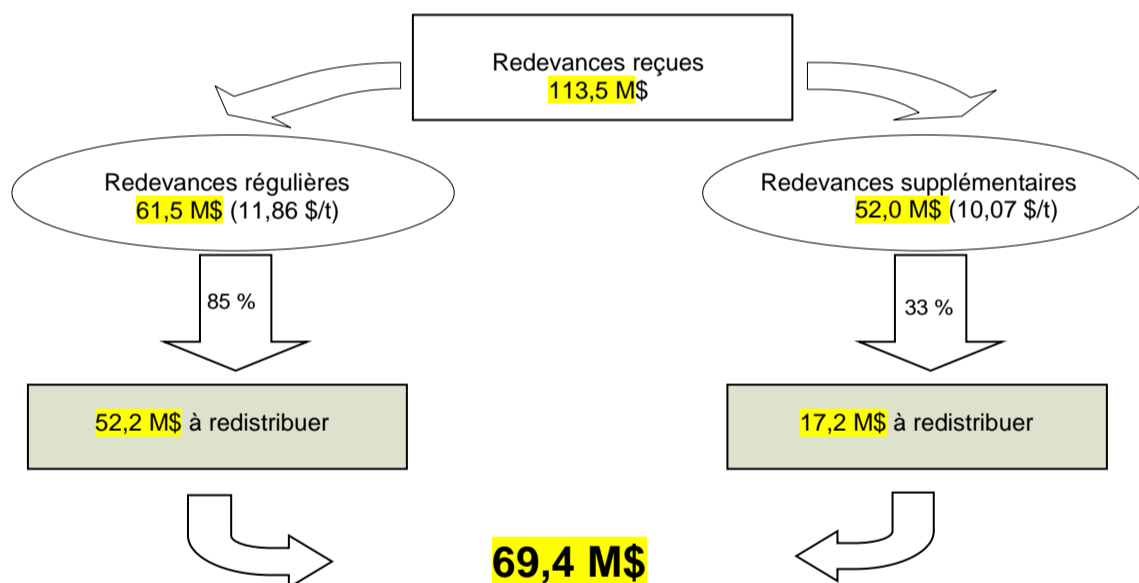 Redevances reçues
113,5 M$
Redevances régulières
61,5 M$ (11,86 $/t)
Redevances supplémentaires
52,0 M$ (10,07 $/t)
85 %
33 %
52,2 M$ à redistribuer
17,2 M$ à redistribuer
69,4 M$